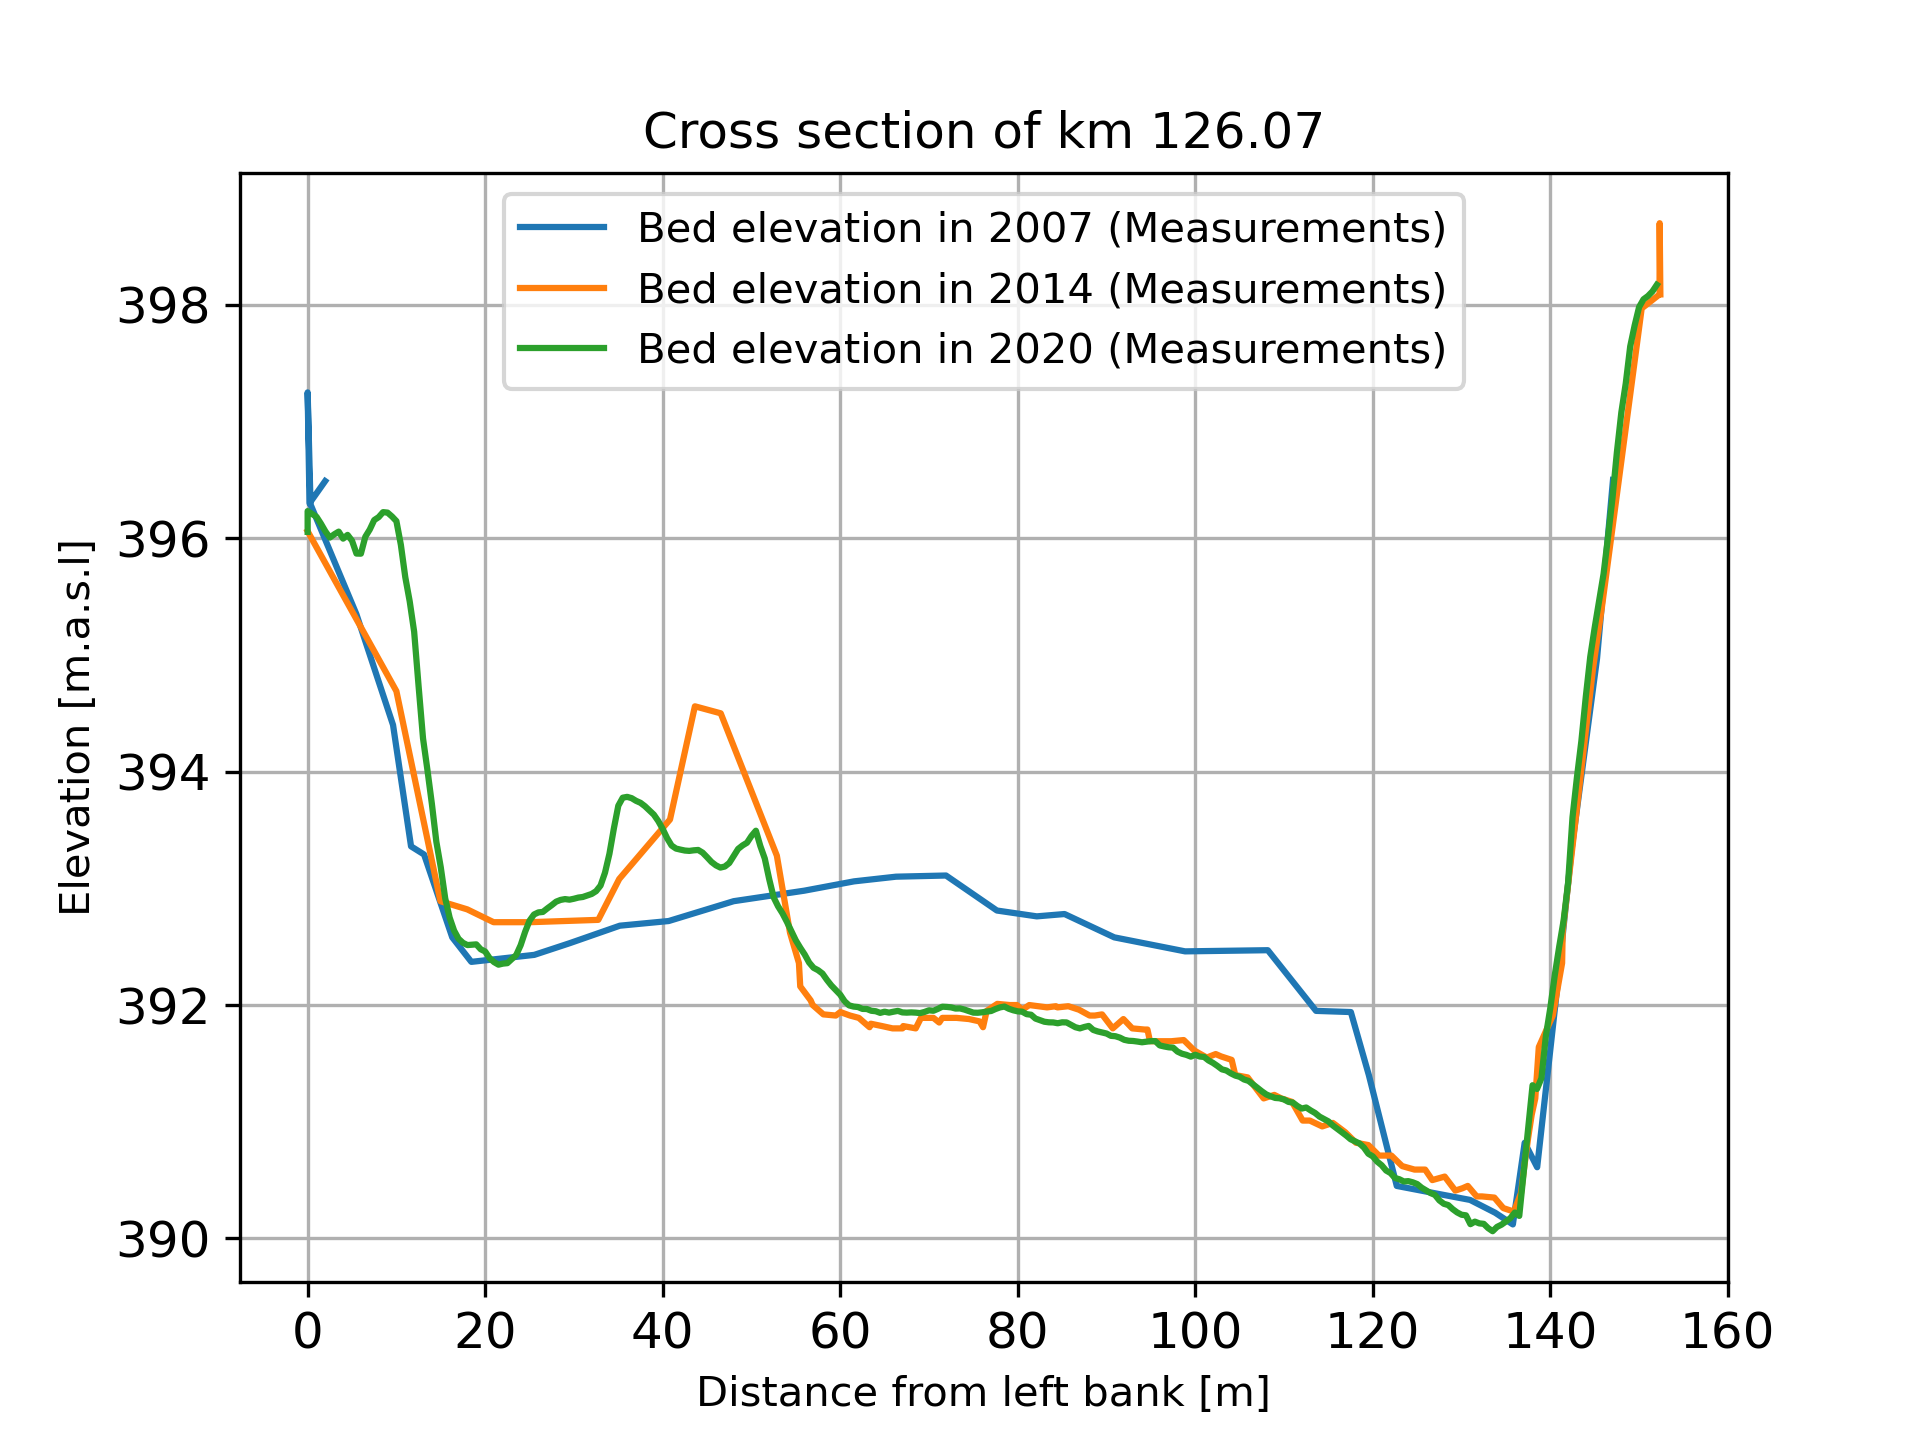 Cross section of km 126.07
Bed elevation in 2007 (Measurements)
Bed elevation in 2014 (Measurements)
Bed elevation in 2020 (Measurements)
Elevation [m.a.s.l]
398
396
394
392
390
0 20 40 60 80 100 120 140 160
Distance from left bank [m]